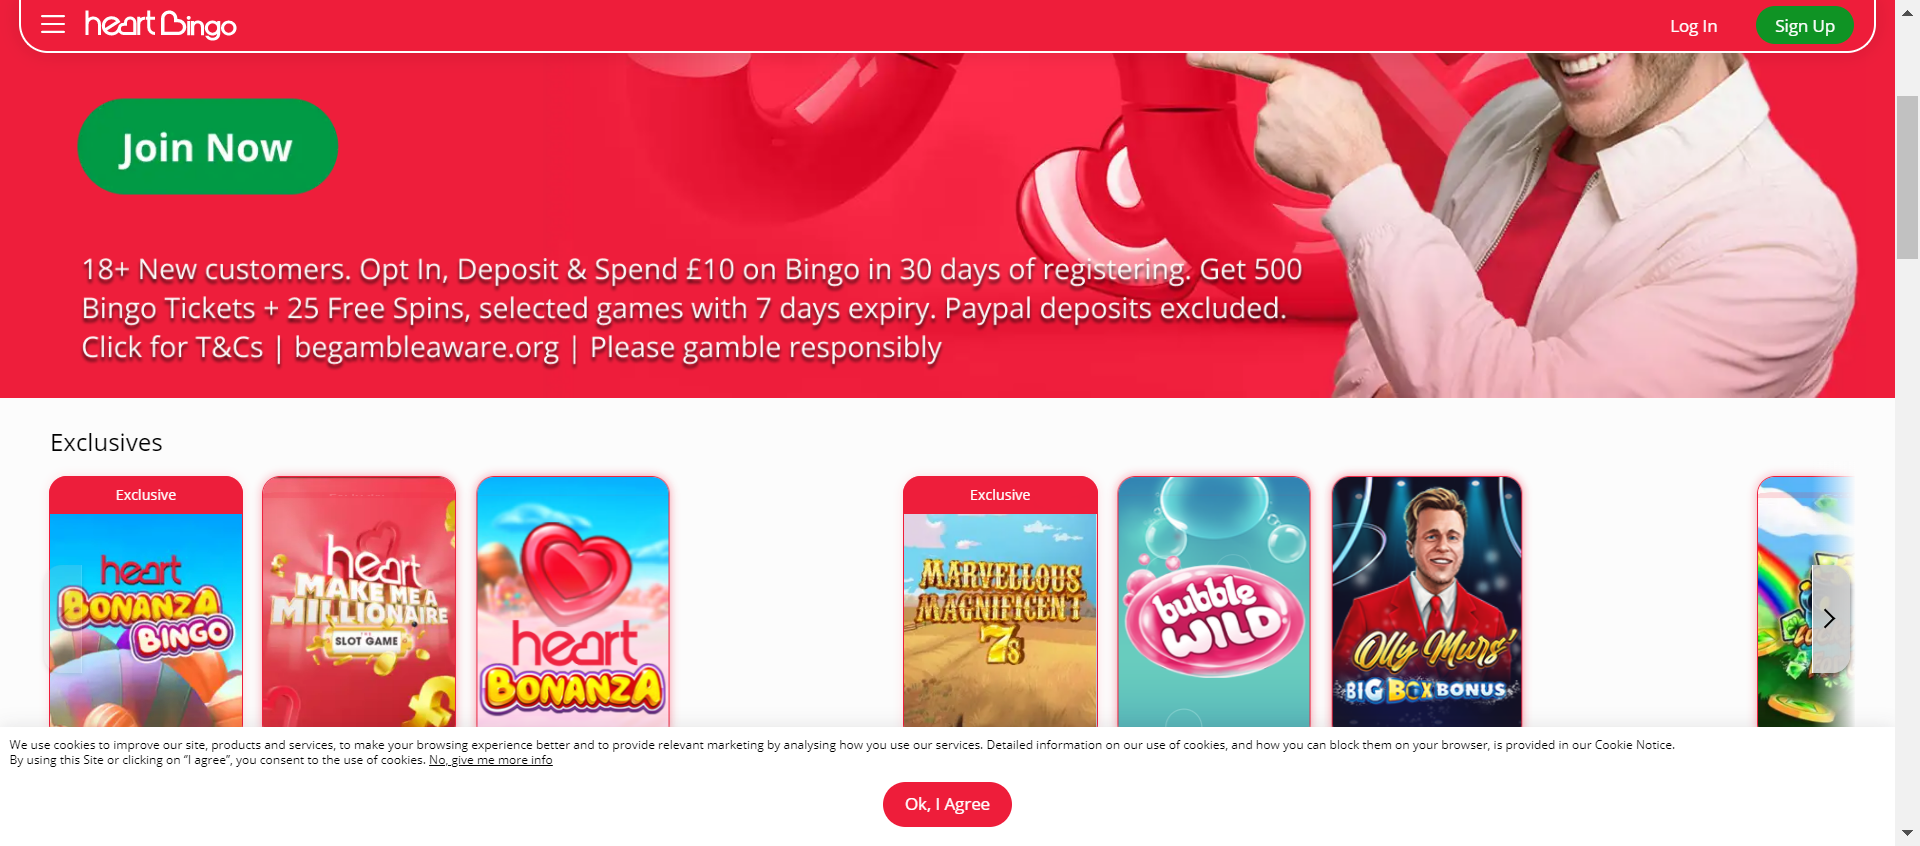 heart Bingo
Log In
Sign Up
Join Now
18+ New customers. Opt In, Deposit & Spend £10 on Bingo in 30 days of registering. Get 500
Bingo Tickets + 25 Free Spins, selected games with 7 days expiry. Paypal deposits excluded.
Click for T&Cs | begambleaware.org | Please gamble responsibly
Exclusives
Exclusive
heart
BONANZA
BINGO
heart
MAKE ME A
MILLIONAIRE
THE
SLOT GAME
heart
BONANZA
Exclusive
MARVELLOUS
MAGNIFICENT
7s
bubble
WILD!
Olly Murs'
BIG BOX BONUS
We use cookies to improve our site, products and services, to make your browsing experience better and to provide relevant marketing by analysing how you use our services. Detailed information on our use of cookies, and how you can block them on your browser, is provided in our Cookie Notice.
By using this Site or clicking on “I agree”, you consent to the use of cookies. No, give me more info
Ok, I Agree